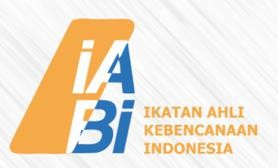 iA
Bi
IKATAN AHLI
KEBENCANAAN
INDONESIA